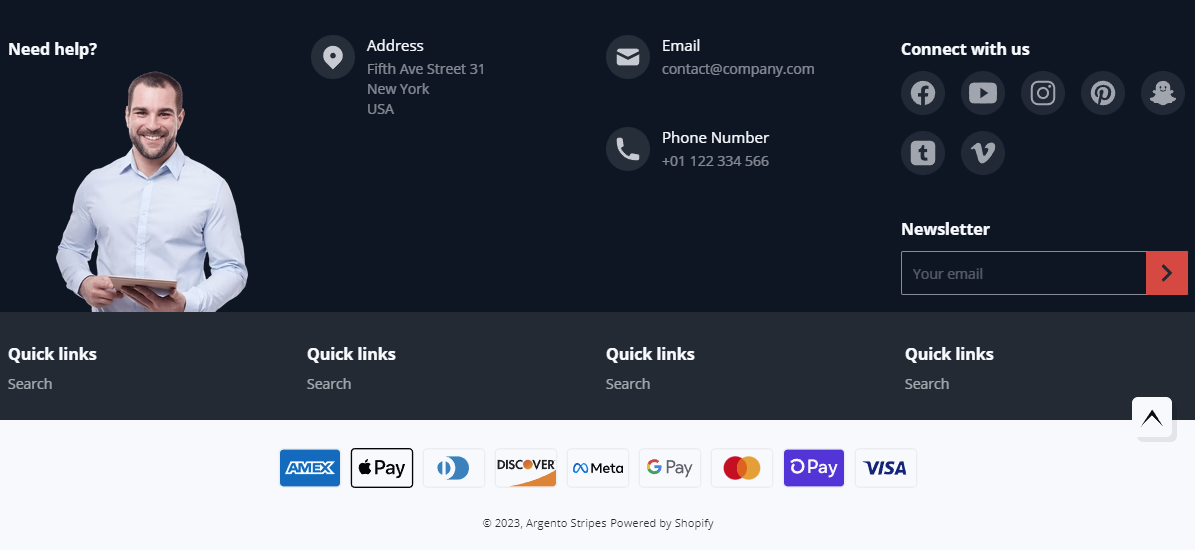 Need help?
Address
Fifth Ave Street 31
New York
USA
Email
contact@company.com
Phone Number
+01 122 334 566
Connect with us
Newsletter
Your email
Quick links
Search
Quick links
Search
Quick links
Search
Quick links
Search
AMEX
Pay
DISCOVER
Meta
G Pay
Pay
VISA
© 2023, Argento Stripes Powered by Shopify